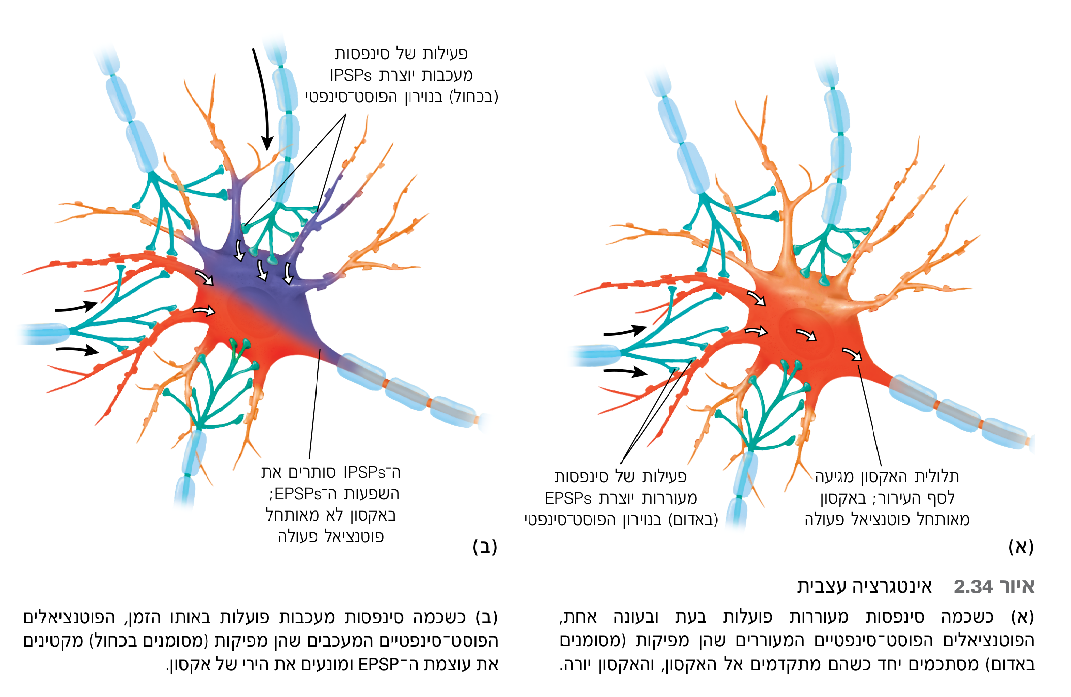 פעילות של סינפסות
מעכבות יוצרת IPSPs
(בכחול) בנוירון הפוסט־סינפטי
ה־IPSPs סותרים את
השפעות ה־EPSPs;
באקסון לא מאותחל
פוטנציאל פעולה
(ב)
פעילות של סינפסות
מעוררות יוצרת EPSPs
(באדום) בנוירון הפוסט־סינפטי
תלולית האקסון מגיעה
לסף העירור; באקסון
מאותחל פוטנציאל פעולה
(א)
איור 2.34 אינטגרציה עצבית
(א) כשכמה סינפסות מעוררות פועלות בעת ובעונה אחת,
הפוטנציאלים הפוסט־סינפטיים המעוררים שהן מפיקות (מסומנים
באדום) מסתכמים יחד כשהם מתקדמים אל האקסון, והאקסון יורה.
(ב) כשכמה סינפסות מעכבות פועלות באותו הזמן, הפוטנציאלים
הפוסט־סינפטיים המעכבים שהן מפיקות (מסומנים בכחול) מקטינים
את עוצמת ה־EPSP ומונעים את הירי של אקסון.